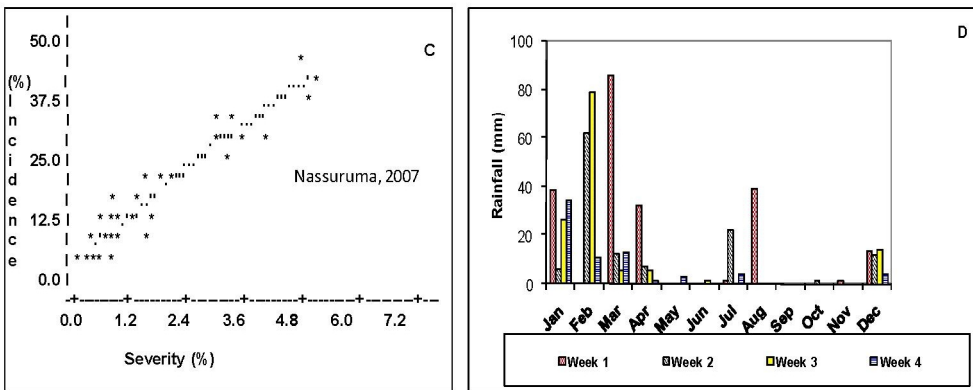 C
50.0
37.5
25.0
12.5
0.0
Incidence (%)
Nassuruma, 2007
0.0 1.2 2.4 3.6 4.8 6.0 7.2
Severity (%)
D
100
80
60
40
20
0
Rainfall (mm)
Jan Feb Mar Apr May Jun Jul Aug Sep Oct Nov Dec
Week 1 Week 2 Week 3 Week 4